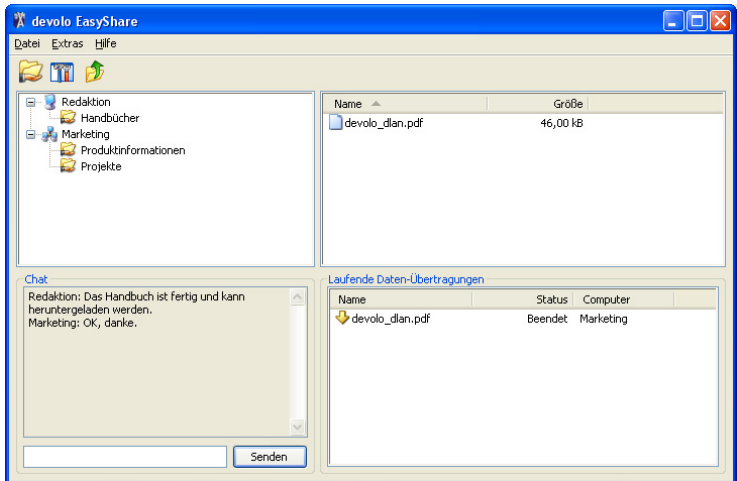 devolo EasyShare
Datei Extras Hilfe
Redaktion
Handbücher
Marketing
Produktinformationen
Projekte
Name Größe
devolo_dlan.pdf 46,00 kB
Chat
Redaktion: Das Handbuch ist fertig und kann
heruntergeladen werden.
Marketing: OK, danke.
Senden
Laufende Daten-Übertragungen
Name Status Computer
devolo_dlan.pdf Beendet Marketing